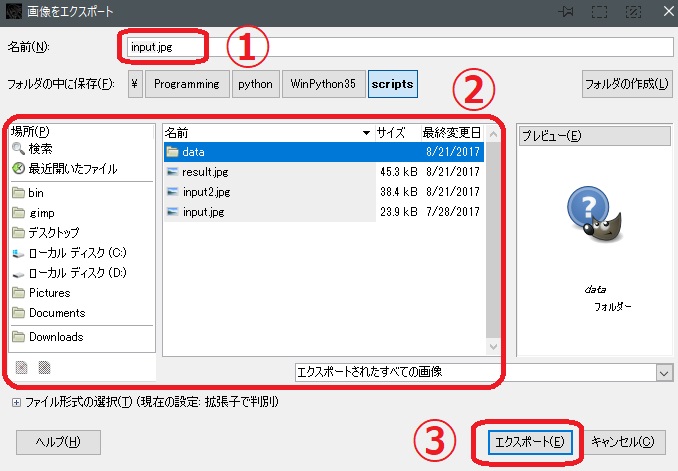 画像をエクスポート
名前(N): input.jpg ①
フォルダの中に保存(F): ¥ Programming python WinPython35 scripts ② フォルダの作成(L)
場所(P) 名前 サイズ 最終変更日 プレビュー(E)
検索 data 8/21/2017
最近開いたファイル result.jpg 45.3 kB 8/21/2017
bin input2.jpg 38.4 kB 8/21/2017
.gimp input.jpg 23.9 kB 7/28/2017
デスクトップ
ローカル ディスク (C:)
ローカル ディスク (D:)
Pictures data
Documents フォルダー
Downloads
エクスポートされたすべての画像
ファイル形式の選択(T) (現在の設定: 拡張子で判別)
ヘルプ(H) ③ エクスポート(E) キャンセル(C)